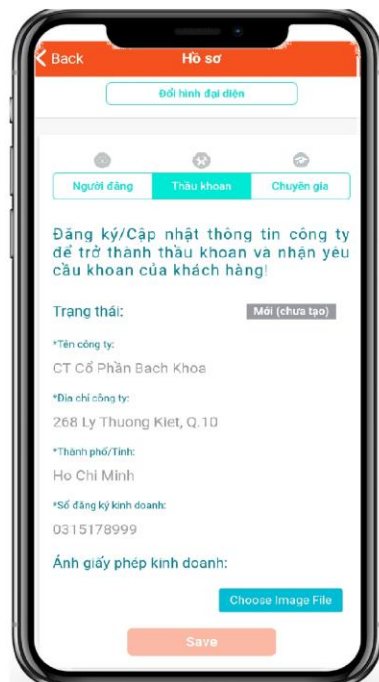 Back
Hồ sơ
Đổi hình đại diện
Người đăng
Thầu khoan
Chuyên gia
Đăng ký/Cập nhật thông tin công ty
để trở thành thầu khoan và nhận yêu
cầu khoan của khách hàng!
Trạng thái:
Mới (chưa tạo)
*Tên công ty:
CT Cổ Phần Bach Khoa
*Địa chỉ công ty:
268 Ly Thuong Kiet, Q.10
*Thành phố/Tỉnh:
Ho Chi Minh
*Số đăng ký kinh doanh:
0315178999
Ảnh giấy phép kinh doanh:
Choose Image File
Save